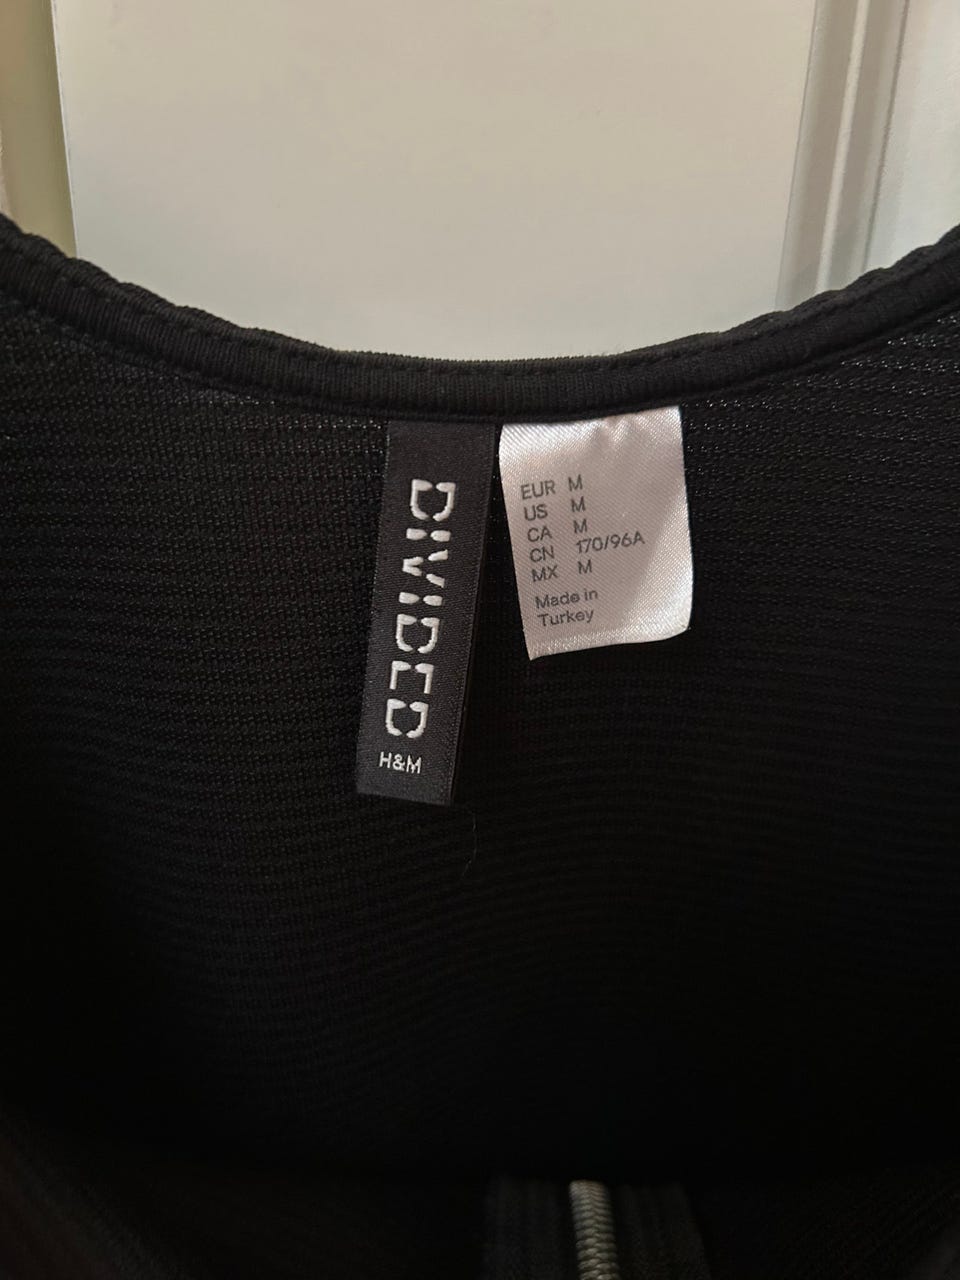 DIVIDED
H&M
EUR M
US M
CA M
CN 170/96A
MX M
Made in
Turkey